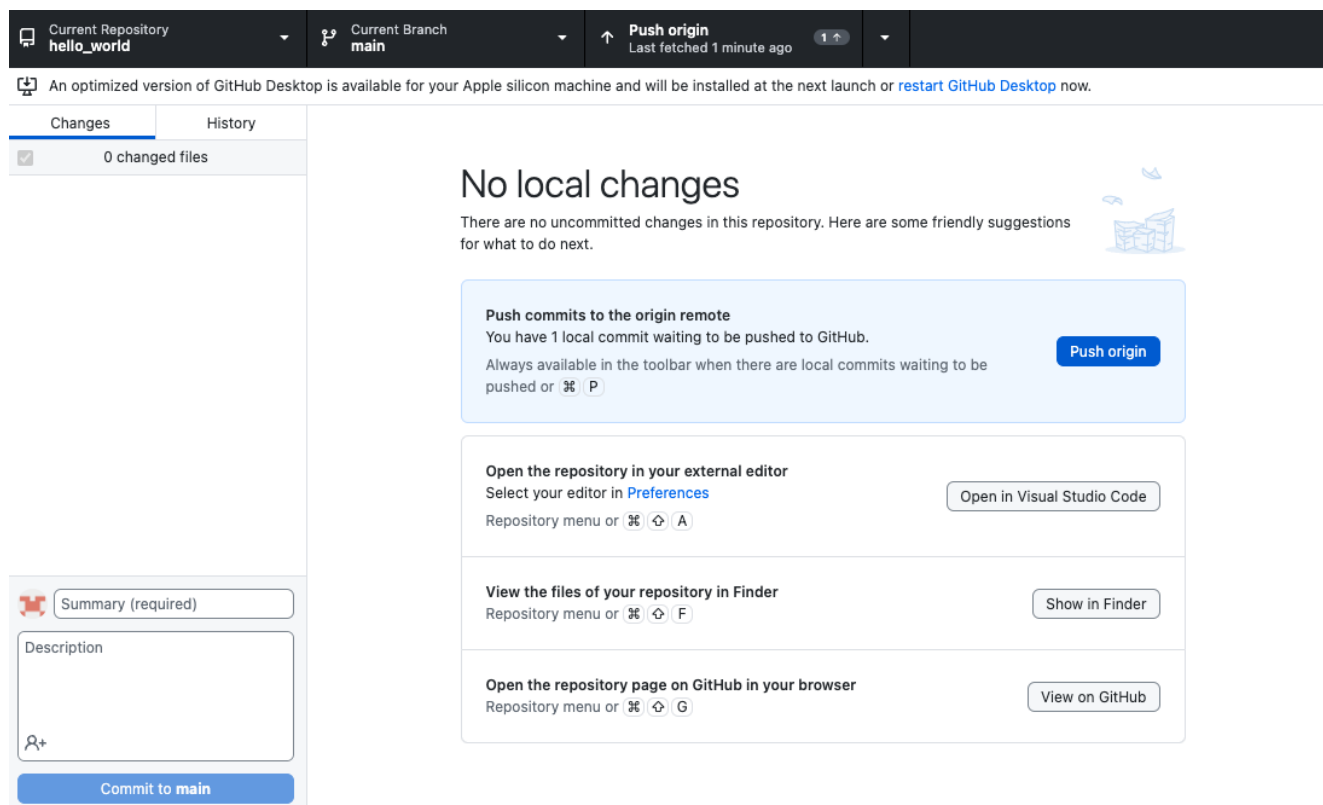 Current Repository
hello_world
Current Branch
main
Push origin
Last fetched 1 minute ago
1 ↑
An optimized version of GitHub Desktop is available for your Apple silicon machine and will be installed at the next launch or restart GitHub Desktop now.
Changes
History
0 changed files
No local changes
There are no uncommitted changes in this repository. Here are some friendly suggestions
for what to do next.
Push commits to the origin remote
You have 1 local commit waiting to be pushed to GitHub.
Always available in the toolbar when there are local commits waiting to be
pushed or ⌘ P
Push origin
Open the repository in your external editor
Select your editor in Preferences
Repository menu or ⌘ ⇧ A
Open in Visual Studio Code
View the files of your repository in Finder
Repository menu or ⌘ ⇧ F
Show in Finder
Open the repository page on GitHub in your browser
Repository menu or ⌘ ⇧ G
View on GitHub
Summary (required)
Description
Commit to main